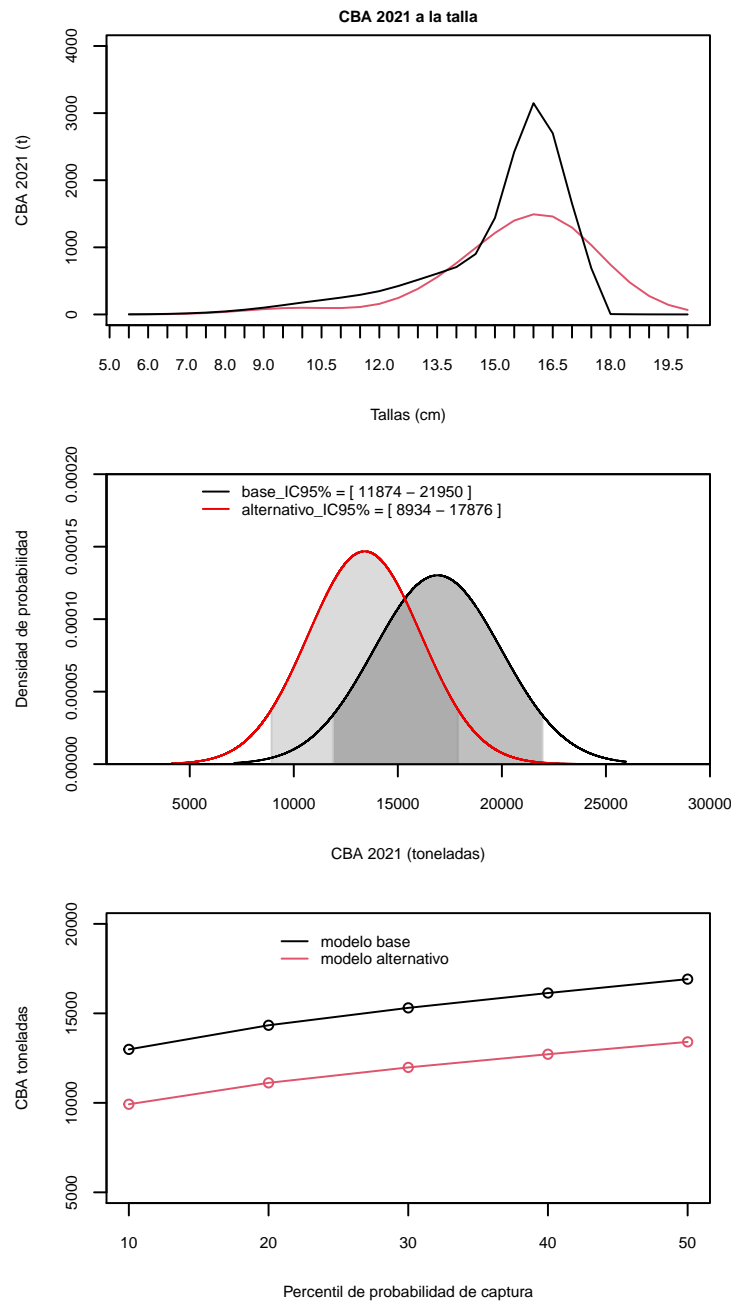 CBA 2021 a la talla
CBA 2021 (t)
4000
3000
2000
1000
0
5.0 6.0 7.0 8.0 9.0 10.5 12.0 13.5 15.0 16.5 18.0 19.5
Tallas (cm)
Densidad de probabilidad
0.00020
0.00015
0.00010
0.00005
0.00000
base_IC95% = [ 11874 − 21950 ]
alternativo_IC95% = [ 8934 − 17876 ]
5000 10000 15000 20000 25000 30000
CBA 2021 (toneladas)
CBA toneladas
20000
15000
10000
5000
modelo base
modelo alternativo
10 20 30 40 50
Percentil de probabilidad de captura